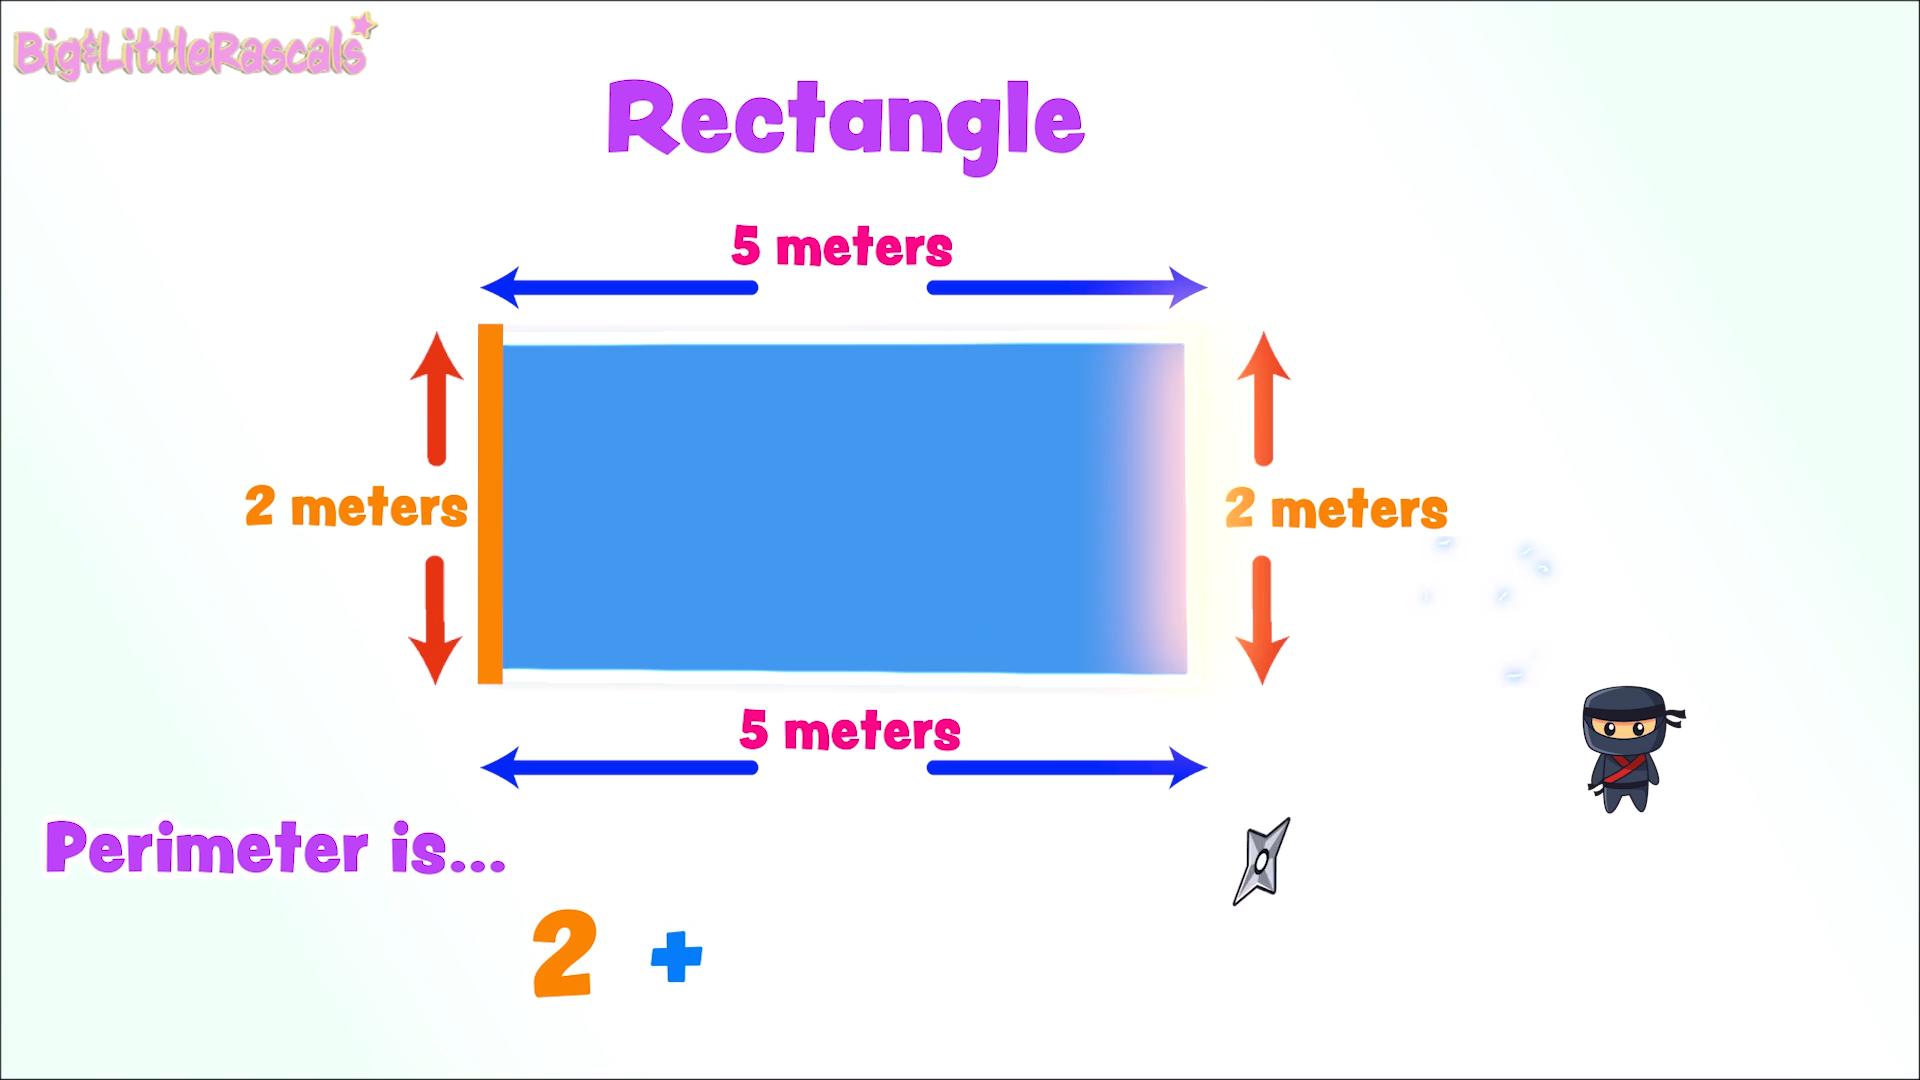 Big&LittleRascals
Rectangle
5 meters
2 meters
2 meters
5 meters
Perimeter is...
2 +